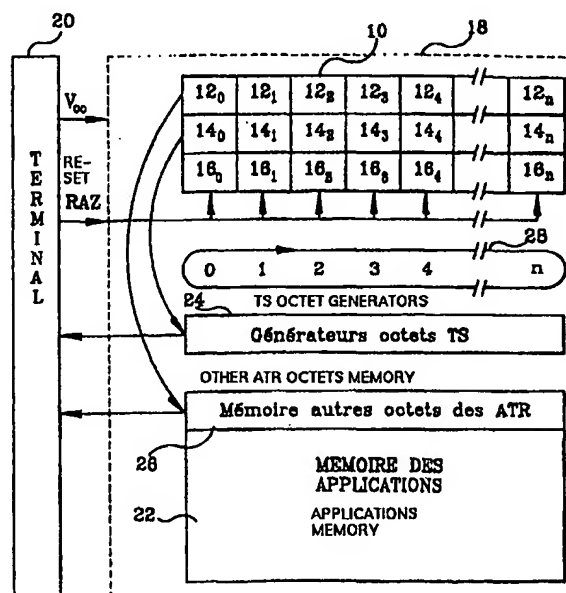 20
10
18
12₀ 12₁ 12₂ 12₃ 12₄ 12ₙ
V∞
14₀ 14₁ 14₂ 14₃ 14₄ 14ₙ
RE-
SET
RAZ
16₀ 16₁ 16₂ 16₃ 16₄ 16ₙ
TERMINAL
28
0 1 2 3 4 n
TS OCTET GENERATORS
24
Générateurs octets TS
OTHER ATR OCTETS MEMORY
Mémoire autres octets des ATR
26
MEMOIRE DES
APPLICATIONS
22
APPLICATIONS
MEMORY